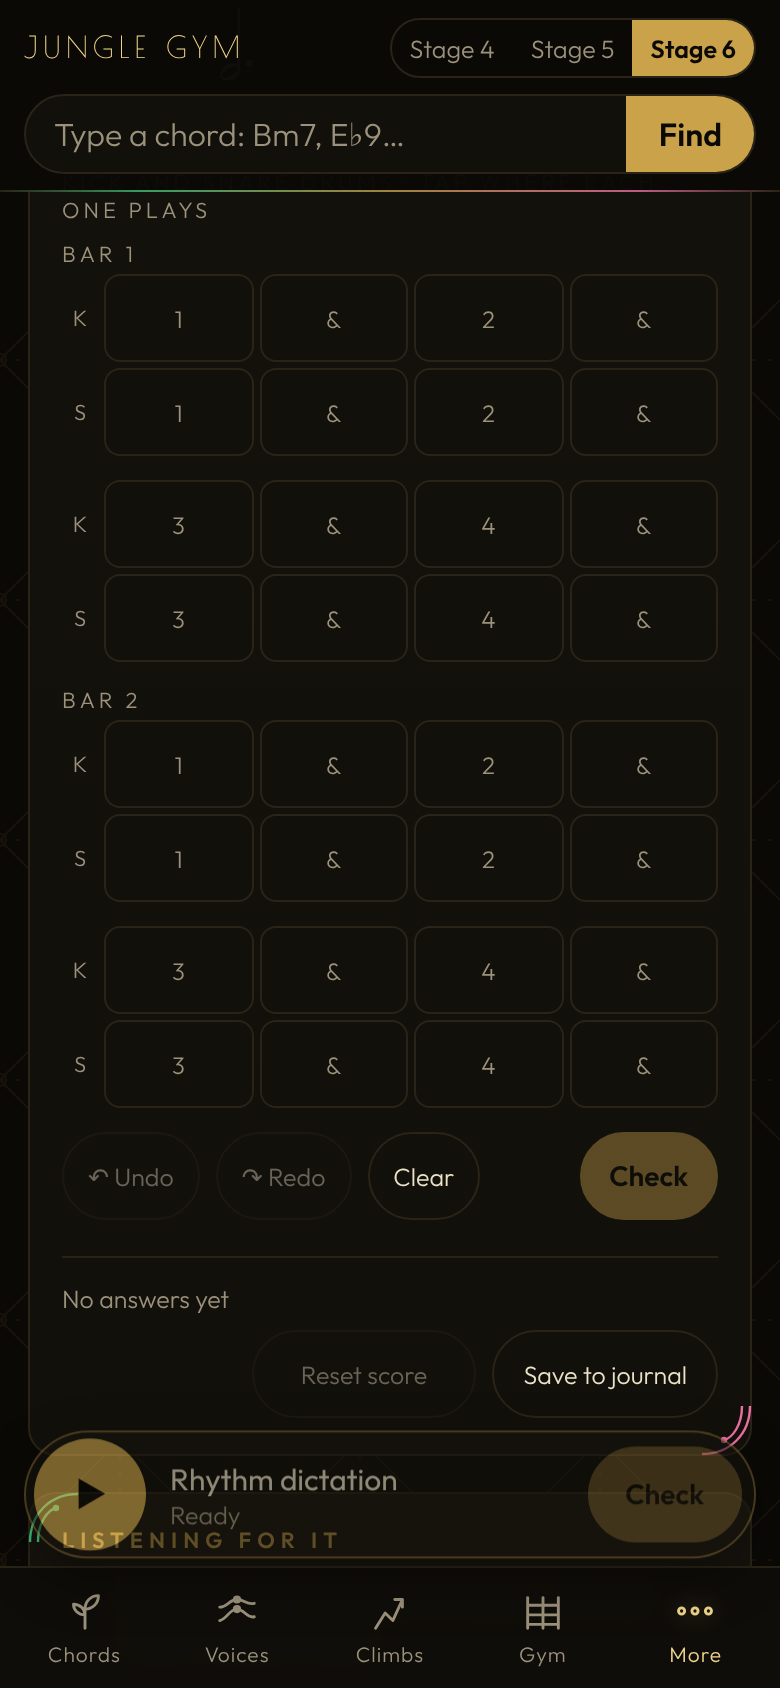 JUNGLE GYM
Stage 4 Stage 5 Stage 6
Type a chord: Bm7, E♭9... Find
ONE PLAYS
BAR 1
K 1 & 2 &
S 1 & 2 &
K 3 & 4 &
S 3 & 4 &
BAR 2
K 1 & 2 &
S 1 & 2 &
K 3 & 4 &
S 3 & 4 &
↶ Undo ↷ Redo Clear Check
No answers yet
Reset score Save to journal
Rhythm dictation Check
Ready
LISTENING FOR IT
Chords Voices Climbs Gym More